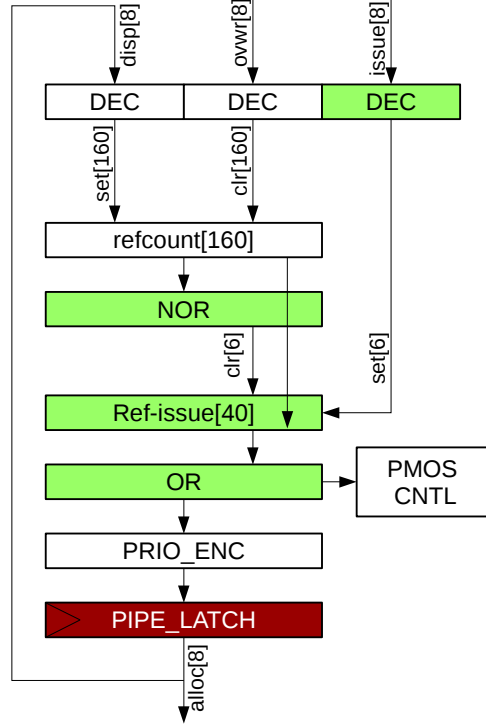 disp[8]
ovwr[8]
issue[8]
DEC
DEC
DEC
set[160]
clr[160]
refcount[160]
NOR
clr[6]
set[6]
Ref-issue[40]
OR
PMOS
CNTL
PRIO_ENC
PIPE_LATCH
alloc[8]